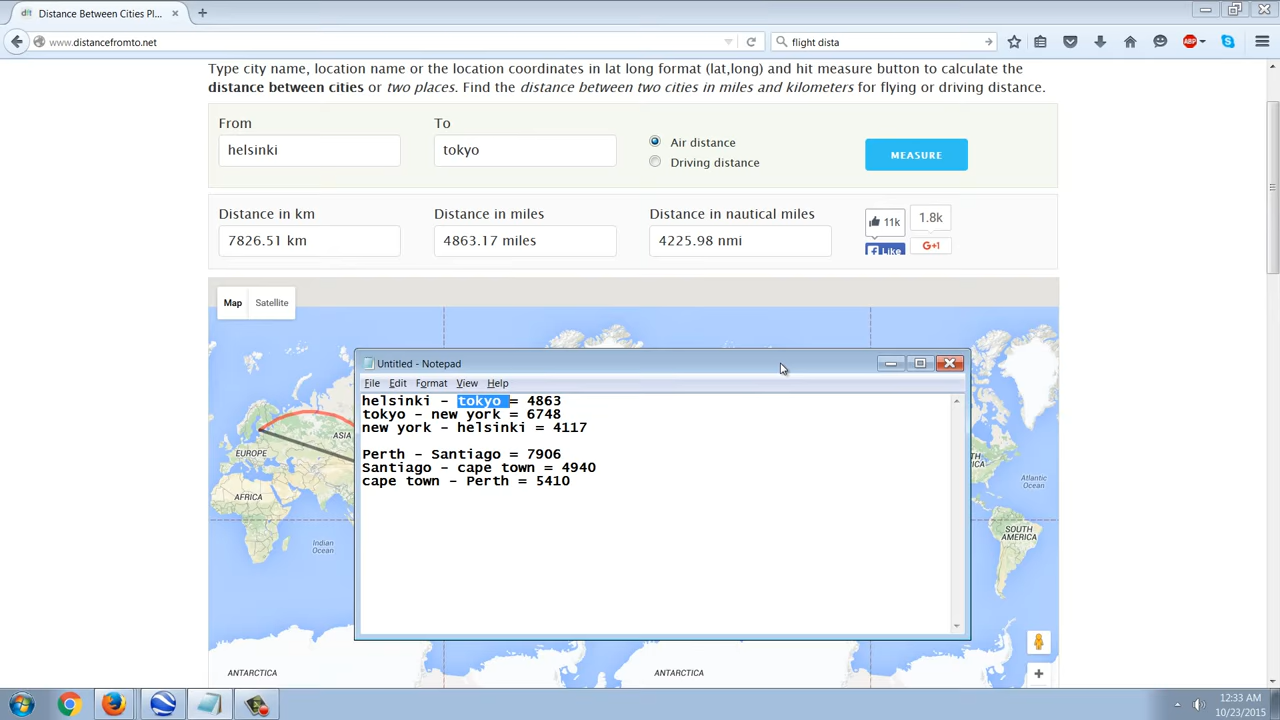 Distance Between Cities Pl...
www.distancefromto.net
flight dista
ABP
Type city name, location name or the location coordinates in lat long format (lat,long) and hit measure button to calculate the
distance between cities or two places. Find the distance between two cities in miles and kilometers for flying or driving distance.
From
To
helsinki
tokyo
Air distance
Driving distance
MEASURE
Distance in km
Distance in miles
Distance in nautical miles
7826.51 km
4863.17 miles
4225.98 nmi
11k
1.8k
Like
G+1
Map
Satellite
Untitled - Notepad
File Edit Format View Help
helsinki - tokyo = 4863
tokyo - new york = 6748
new york - helsinki = 4117
Perth - Santiago = 7906
Santiago - cape town = 4940
cape town - Perth = 5410
ASIA
EUROPE
AFRICA
Indian
Ocean
Atlantic
Ocean
SOUTH
AMERICA
ANTARCTICA
ANTARCTICA
12:33 AM
10/23/2015